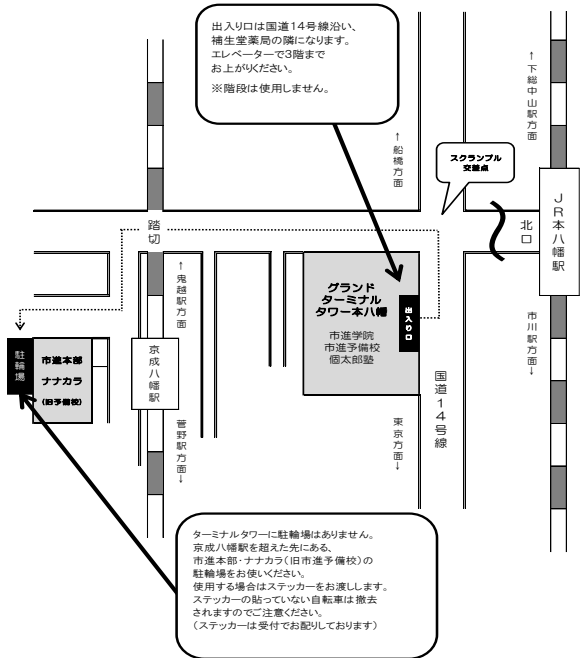 出入り口は国道14号線沿い、
補生堂薬局の隣になります。
エレベーターで3階まで
お上がりください。
※階段は使用しません。
↑下総中山駅方面
↑船橋方面
スクランブル
交差点
JR本八幡駅
北口
踏切
↑鬼越駅方面
グランド
ターミナル
タワー本八幡
出入り口
市進学院
市進予備校
個太郎塾
市川駅方面↓
駐輪場
市進本部
ナナカラ
(旧予備校)
京成八幡駅
国道14号線
菅野駅方面↓
東京方面↓
ターミナルタワーに駐輪場はありません。
京成八幡駅を超えた先にある、
市進本部・ナナカラ(旧市進予備校)の
駐輪場をお使いください。
使用する場合はステッカーをお渡しします。
ステッカーの貼っていない自転車は撤去
されますのでご注意ください。
(ステッカーは受付でお配りしております)